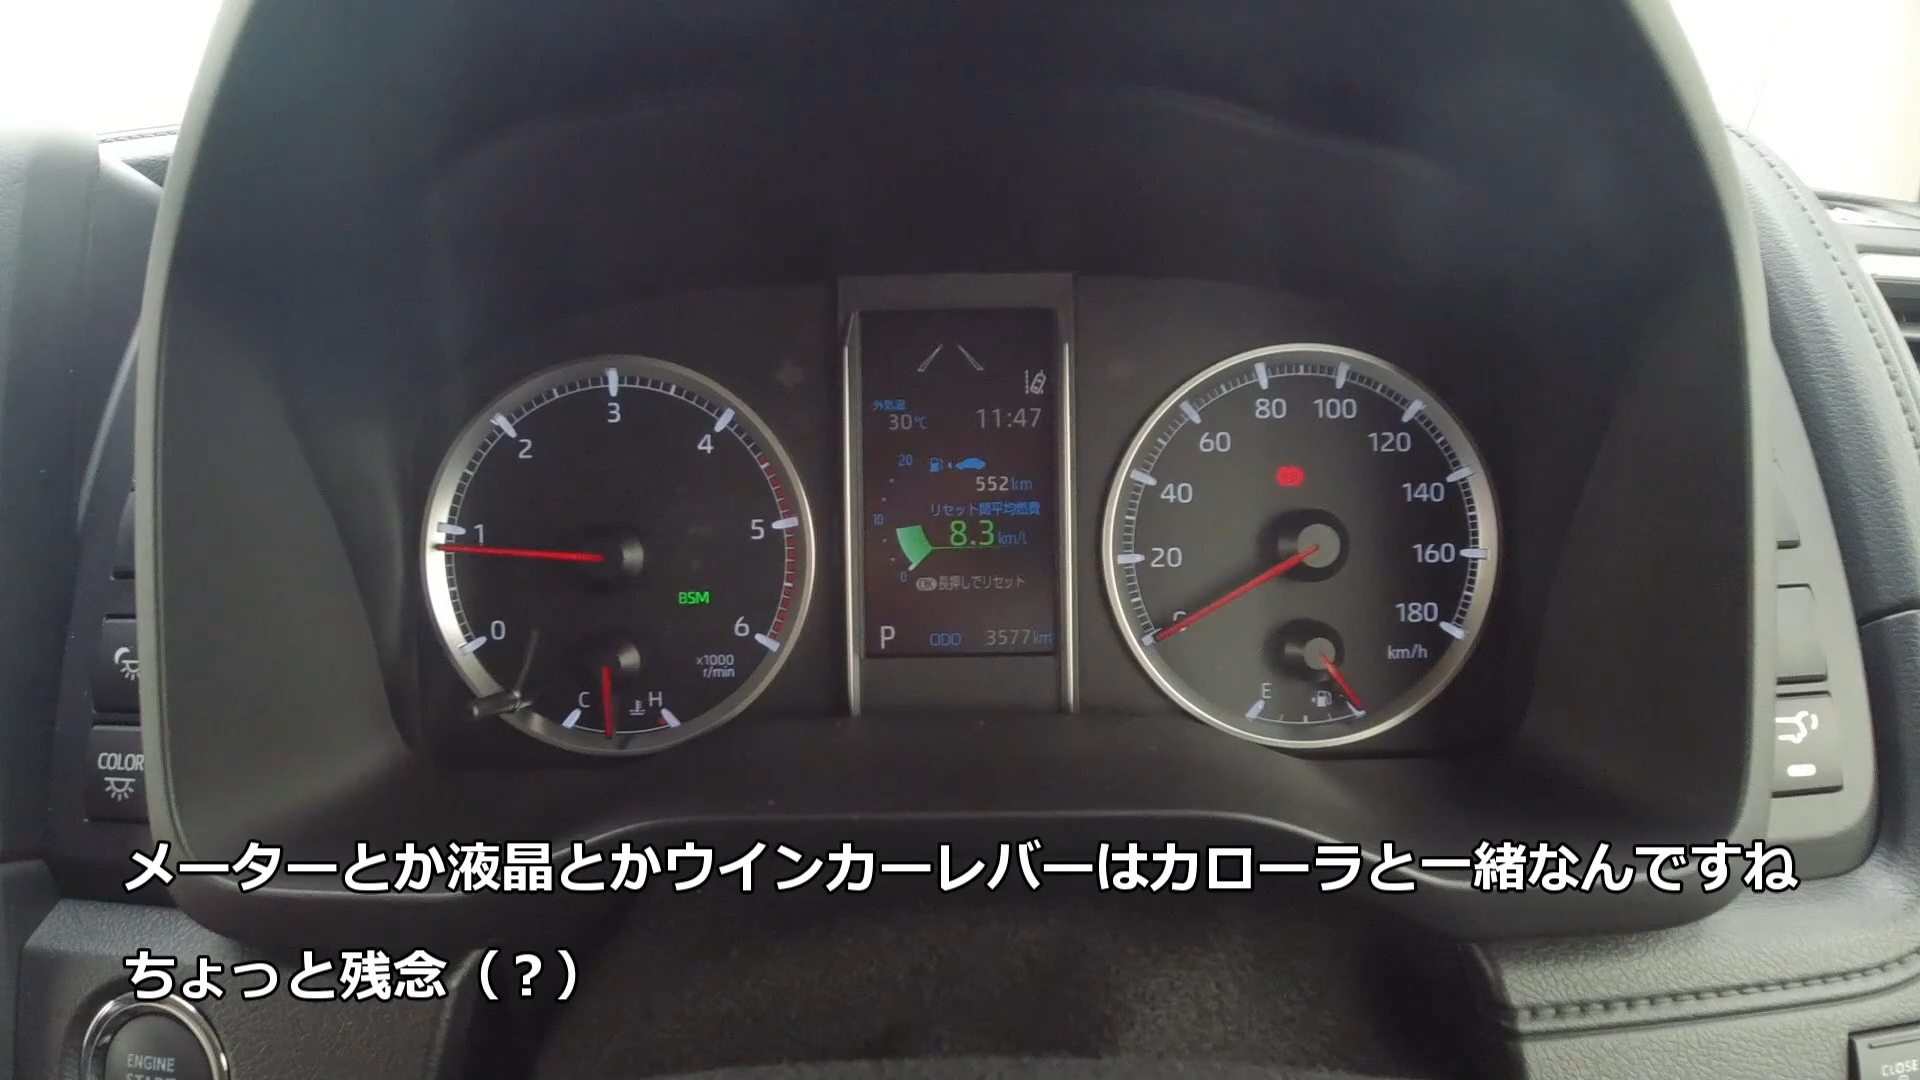 3
2
4
1
5
0
6
BSM
x1000
r/min
C
H
外気温
30℃
11:47
20
552km
リセット間平均燃費
10
8.3km/L
0
長押しでリセット
P
ODO
3577km
80
100
60
120
40
140
20
160
0
180
km/h
E
COLOR
メーターとか液晶とかウインカーレバーはカローラと一緒なんですね
ちょっと残念（？）
ENGINE
START
CLOSE